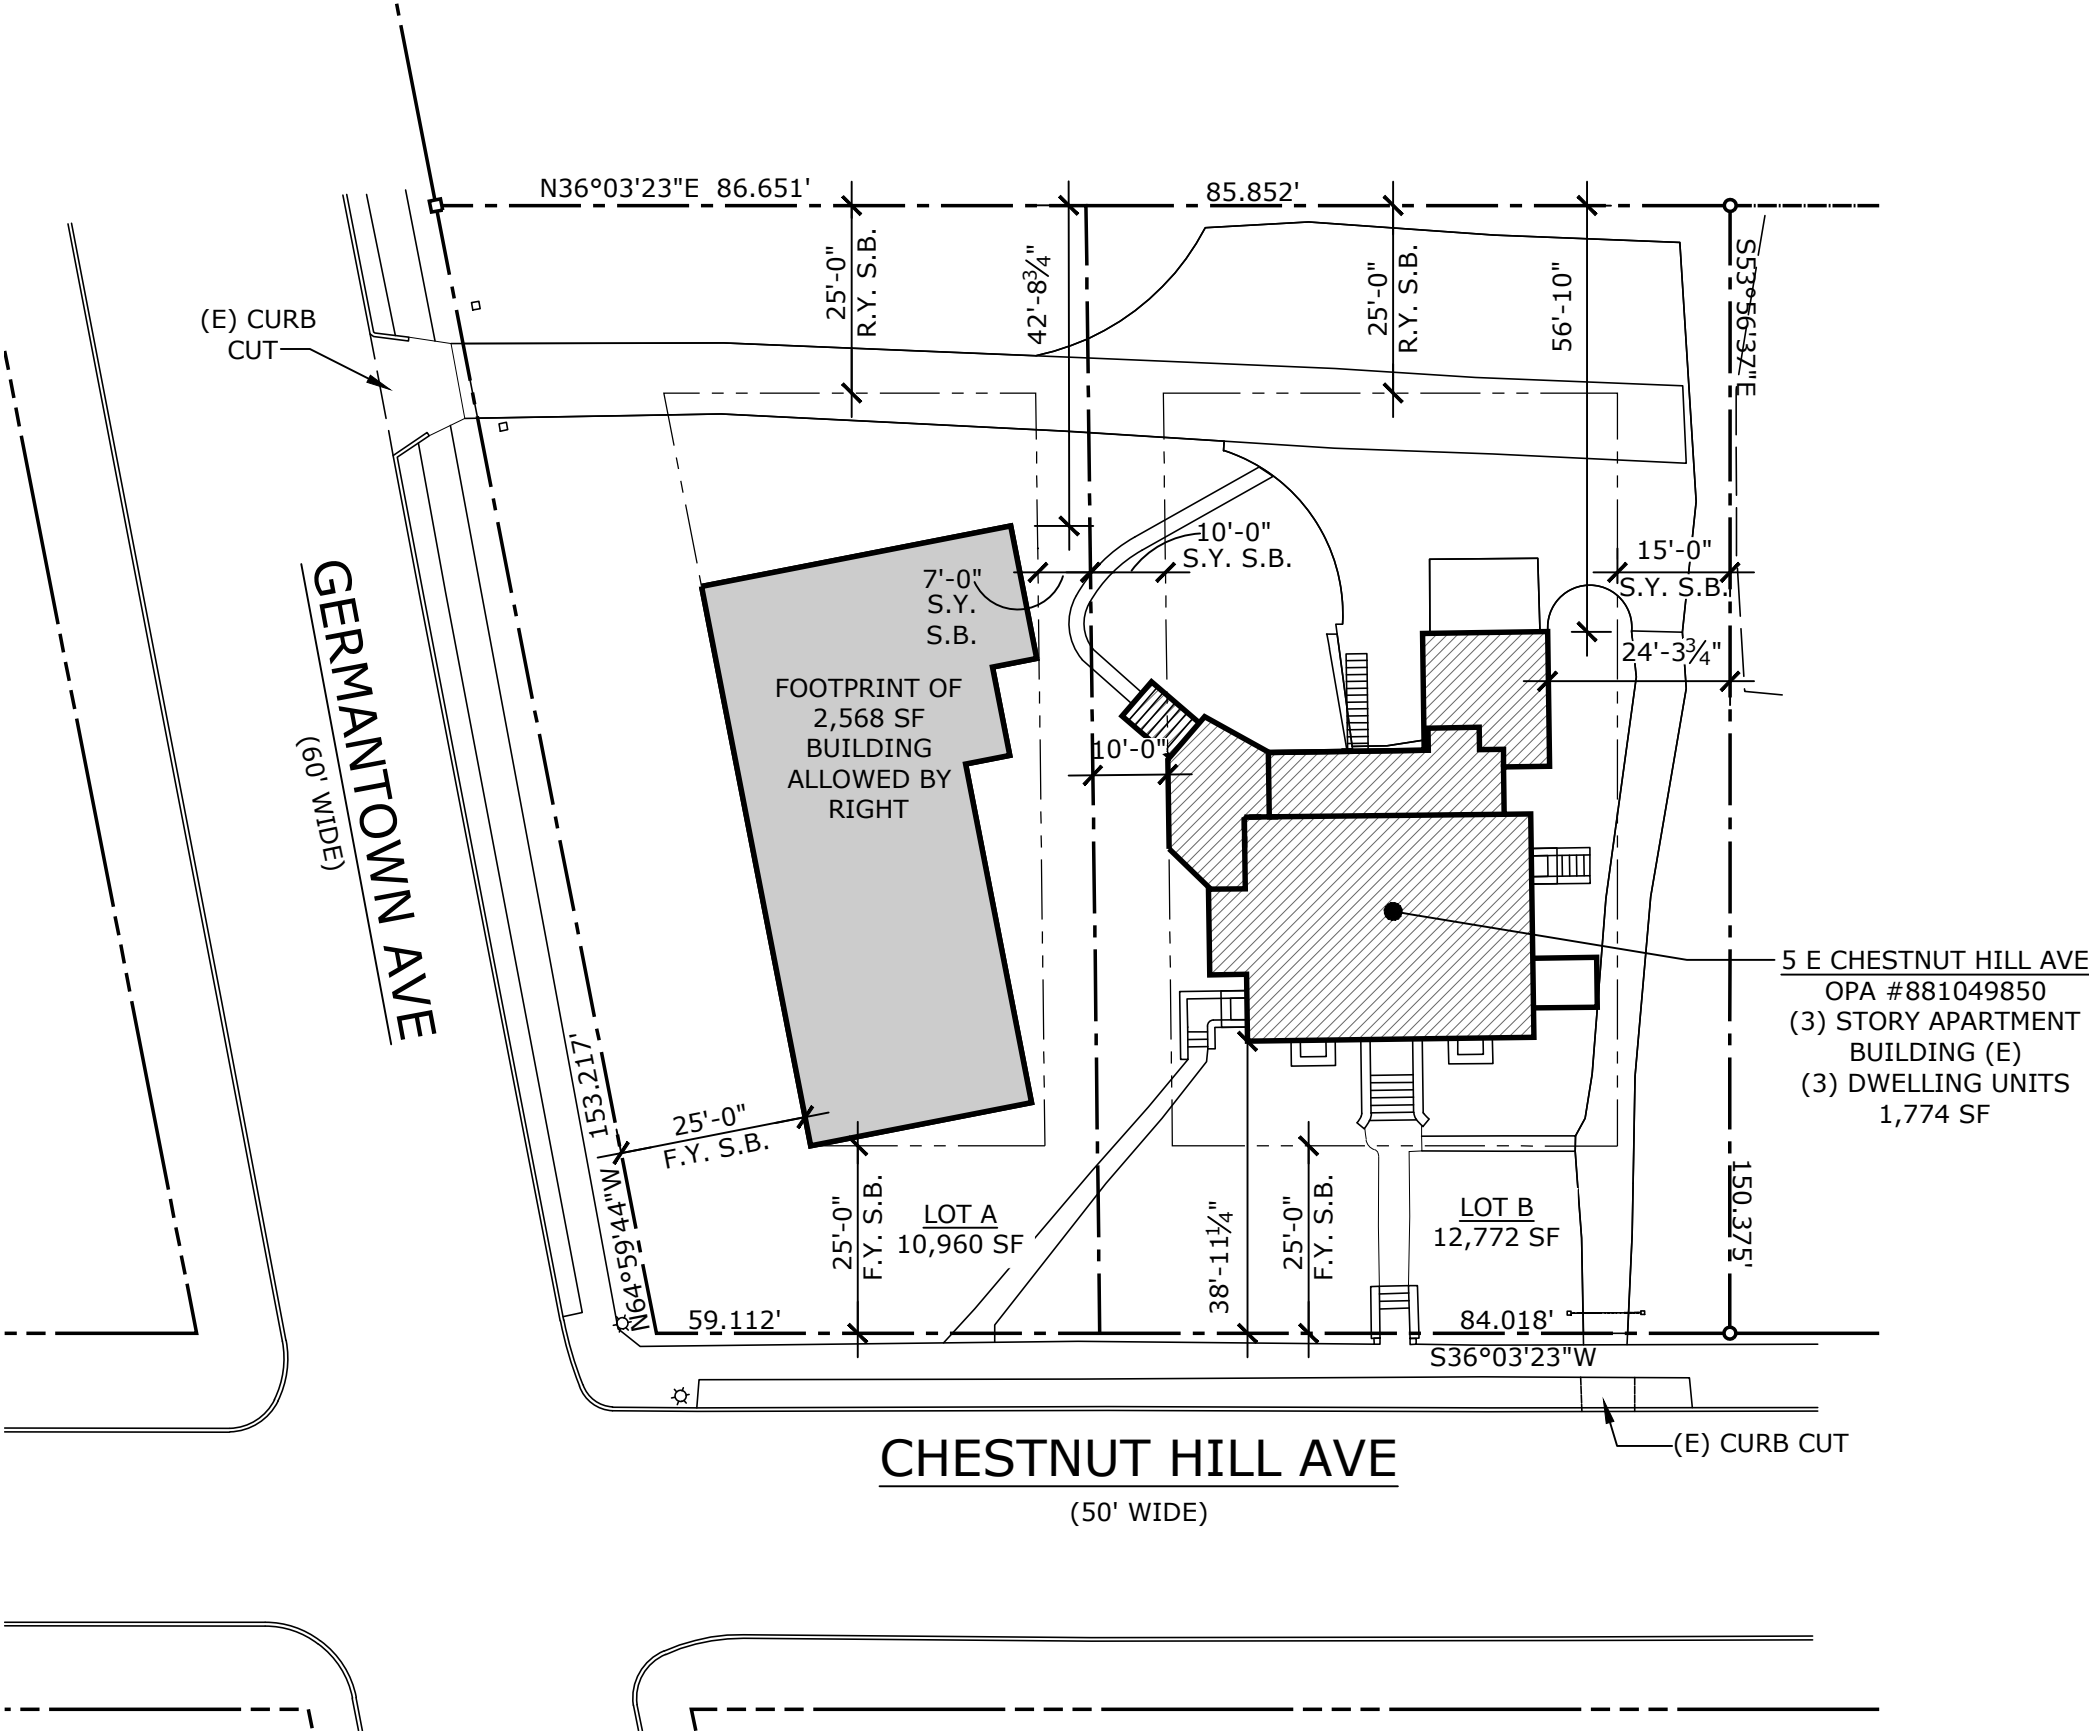 N36°03'23"E 86.651'
85.852'
25'-0"
R.Y. S.B.
42'-8¾"
25'-0"
R.Y. S.B.
56'-10"
S53°56'37"E
(E) CURB
CUT
10'-0"
S.Y. S.B.
15'-0"
S.Y. S.B.
7'-0"
S.Y.
S.B.
24'-3¾"
GERMANTOWN AVE
(60' WIDE)
FOOTPRINT OF
2,568 SF
BUILDING
ALLOWED BY
RIGHT
10'-0"
5 E CHESTNUT HILL AVE
OPA #881049850
(3) STORY APARTMENT
BUILDING (E)
(3) DWELLING UNITS
1,774 SF
N64°59'44"W 153.217'
25'-0"
F.Y. S.B.
25'-0"
F.Y. S.B.
LOT A
10,960 SF
38'-11¼"
25'-0"
F.Y. S.B.
LOT B
12,772 SF
150.375'
59.112'
84.018'
S36°03'23"W
CHESTNUT HILL AVE
(50' WIDE)
(E) CURB CUT